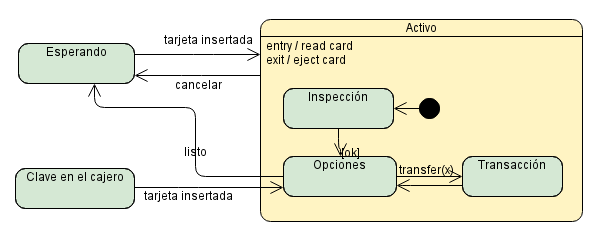 Activo
tarjeta insertada
Esperando
entry / read card
exit / eject card
cancelar
Inspección
listo
[ok]
Opciones
transfer(x)
Transacción
Clave en el cajero
tarjeta insertada